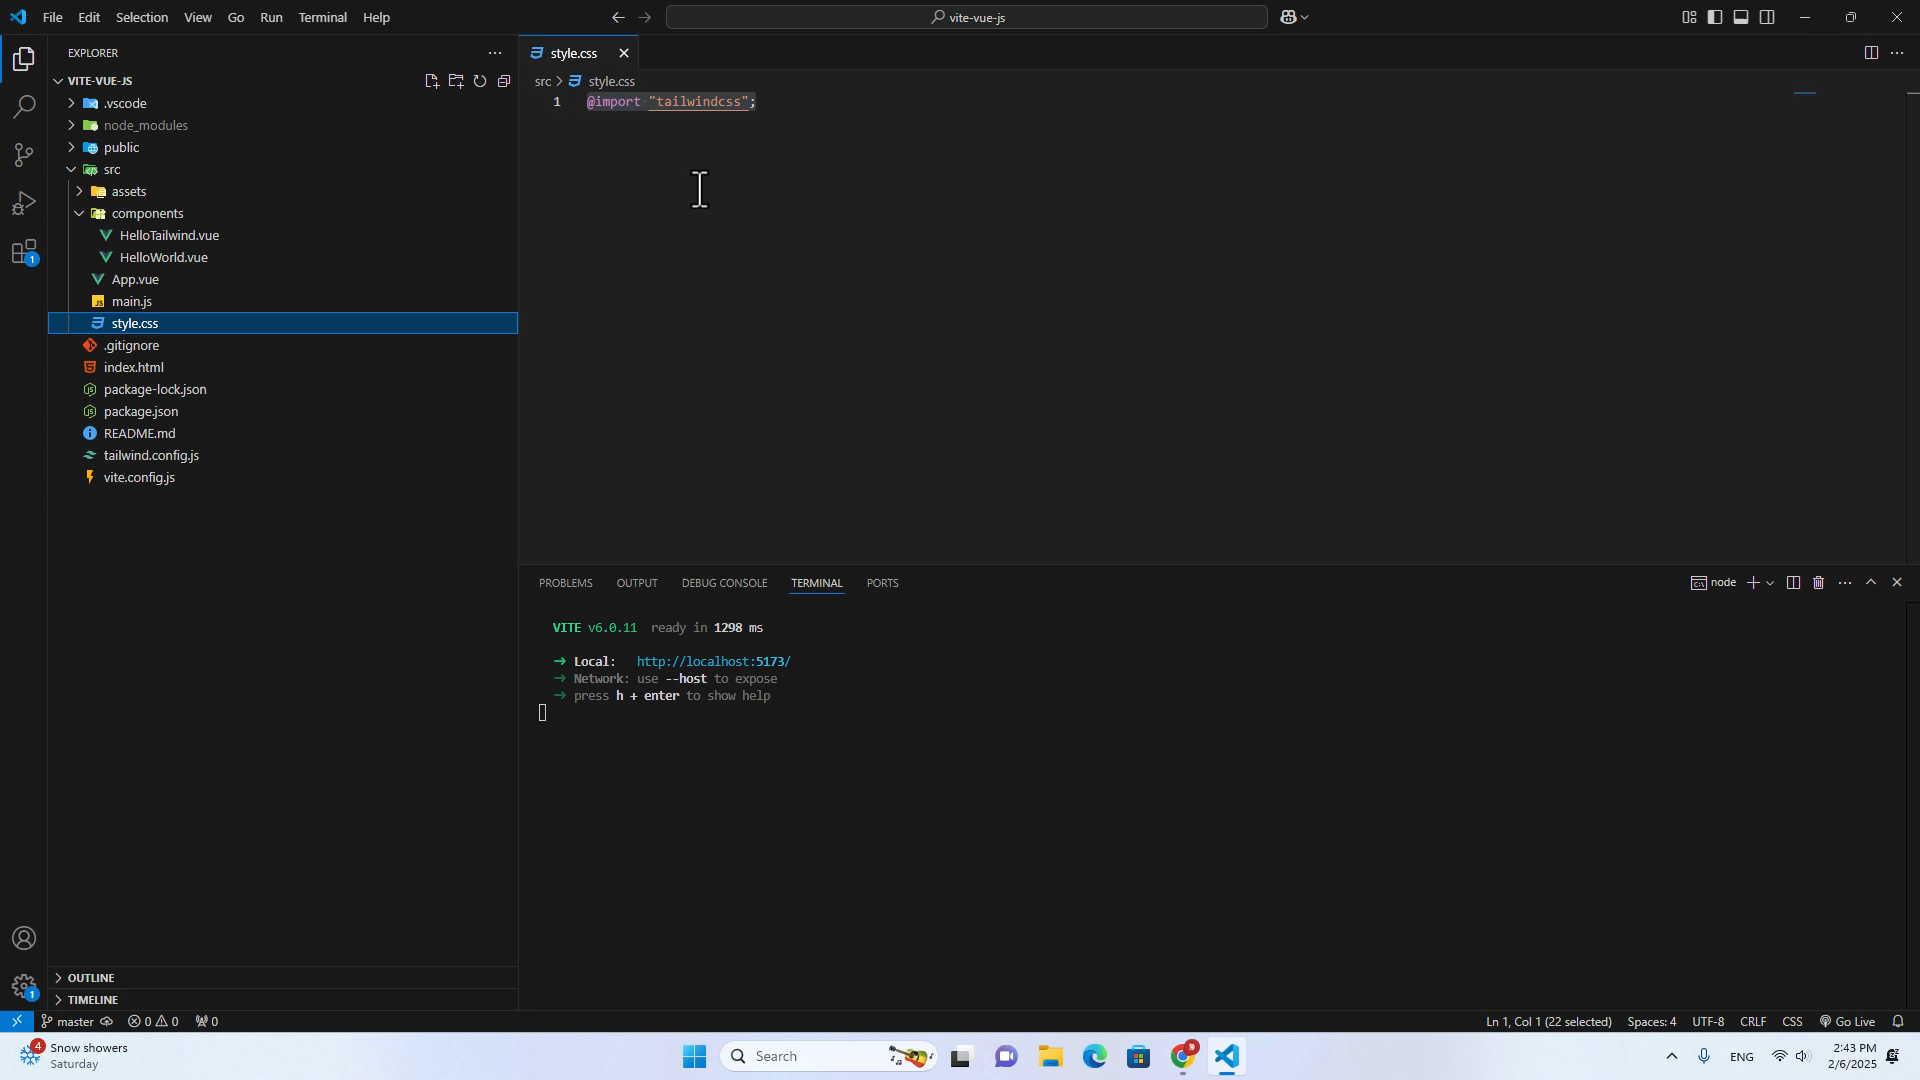 File Edit Selection View Go Run Terminal Help
vite-vue-js
EXPLORER
VITE-VUE-JS
.vscode
node_modules
public
src
assets
components
HelloTailwind.vue
HelloWorld.vue
App.vue
main.js
style.css
.gitignore
index.html
package-lock.json
package.json
README.md
tailwind.config.js
vite.config.js
OUTLINE
TIMELINE
1
1
style.css
src > style.css
1 @import "tailwindcss";
PROBLEMS OUTPUT DEBUG CONSOLE TERMINAL PORTS
node
VITE v6.0.11 ready in 1298 ms
➜ Local: http://localhost:5173/
➜ Network: use --host to expose
➜ press h + enter to show help
master 0 0 0
Ln 1, Col 1 (22 selected) Spaces: 4 UTF-8 CRLF CSS Go Live
4 Snow showers
Saturday
Search
ENG
2:43 PM
2/6/2025